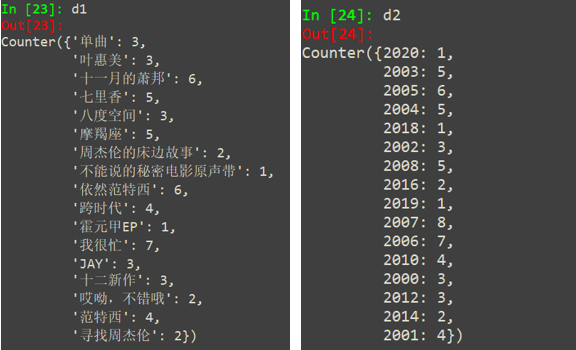 In [23]: d1
Out[23]:
Counter({'单曲': 3,
'叶惠美': 3,
'十一月的萧邦': 6,
'七里香': 5,
'八度空间': 3,
'摩羯座': 5,
'周杰伦的床边故事': 2,
'不能说的秘密电影原声带': 1,
'依然范特西': 6,
'跨时代': 4,
'霍元甲EP': 1,
'我很忙': 7,
'JAY': 3,
'十二新作': 3,
'哎呦，不错哦': 2,
'范特西': 4,
'寻找周杰伦': 2})
In [24]: d2
Out[24]:
Counter({2020: 1,
2003: 5,
2005: 6,
2004: 5,
2018: 1,
2002: 3,
2008: 5,
2016: 2,
2019: 1,
2007: 8,
2006: 7,
2010: 4,
2000: 3,
2012: 3,
2014: 2,
2001: 4})